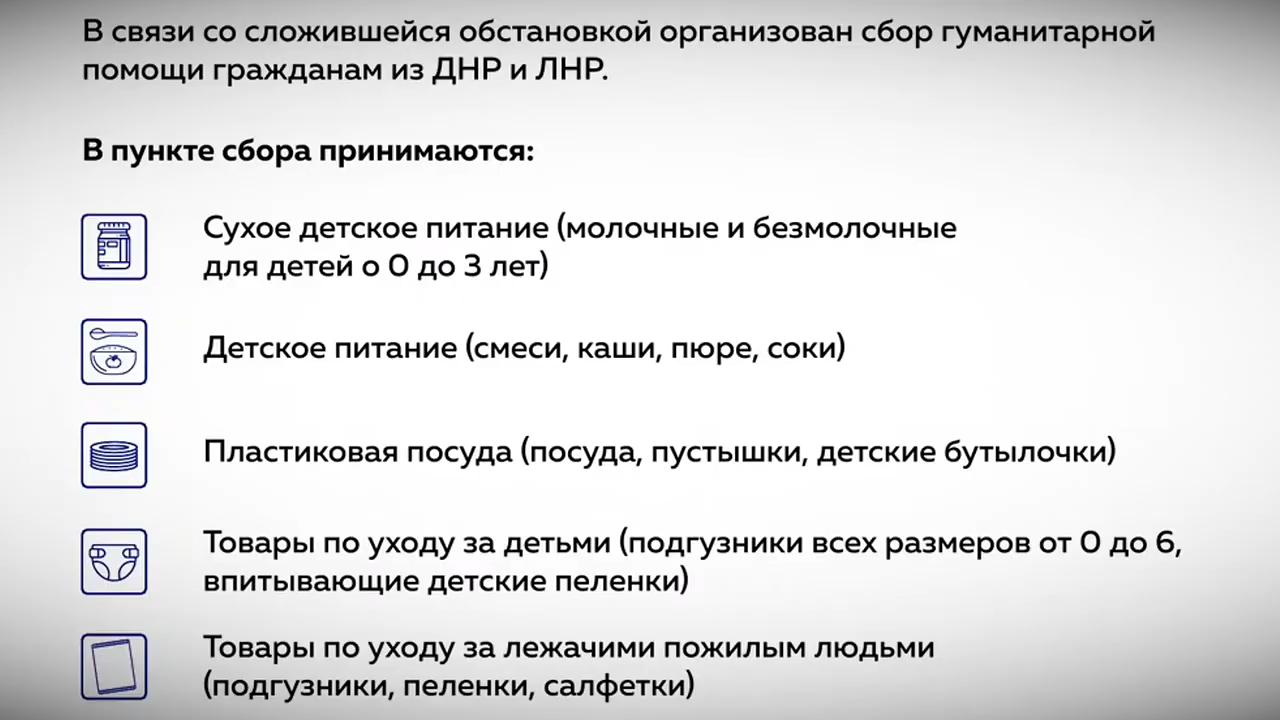 В связи со сложившейся обстановкой организован сбор гуманитарной
помощи гражданам из ДНР и ЛНР.
В пункте сбора принимаются:
Сухое детское питание (молочные и безмолочные
для детей о 0 до 3 лет)
Детское питание (смеси, каши, пюре, соки)
Пластиковая посуда (посуда, пустышки, детские бутылочки)
Товары по уходу за детьми (подгузники всех размеров от 0 до 6,
впитывающие детские пеленки)
Товары по уходу за лежачими пожилым людьми
(подгузники, пеленки, салфетки)